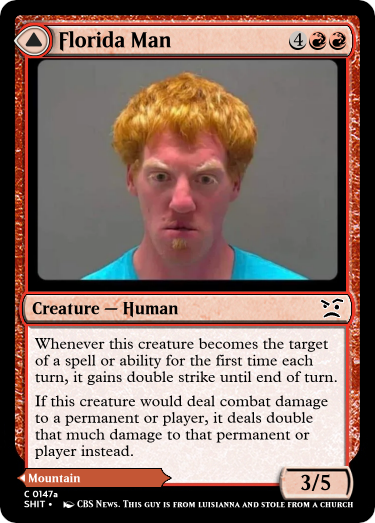 Florida Man 4
Creature — Human
Whenever this creature becomes the target
of a spell or ability for the first time each
turn, it gains double strike until end of turn.
If this creature would deal combat damage
to a permanent or player, it deals double
that much damage to that permanent or
player instead.
Mountain
3/5
C 0147a
SHIT • CBS News. This guy is from luisianna and stole from a church